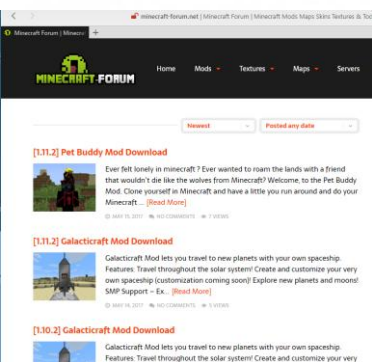 minecraft-forum.net | Minecraft Forum | Minecraft Mods Maps Skins Textures & Too
Minecraft Forum | Minecra
MINECRAFT-FORUM
Home Mods Textures Maps Servers
Newest Posted any date
[1.11.2] Pet Buddy Mod Download
Ever felt lonely in minecraft ? Ever wanted to roam the lands with a friend
that wouldn't die like the wolves from Minecraft? Welcome, to the Pet Buddy
Mod. Clone yourself in Minecraft and have a little you run around and do your
Minecraft ... [Read More]
MAY 15, 2017 NO COMMENTS 7 VIEWS
[1.11.2] Galacticraft Mod Download
Galacticraft Mod lets you travel to new planets with your own spaceship.
Features: Travel throughout the solar system! Create and customize your very
own spaceship (customization coming soon)! Explore new planets and moons!
SMP Support – Ex... [Read More]
MAY 14, 2017 NO COMMENTS 5 VIEWS
[1.10.2] Galacticraft Mod Download
Galacticraft Mod lets you travel to new planets with your own spaceship.
Features: Travel throughout the solar system! Create and customize your very